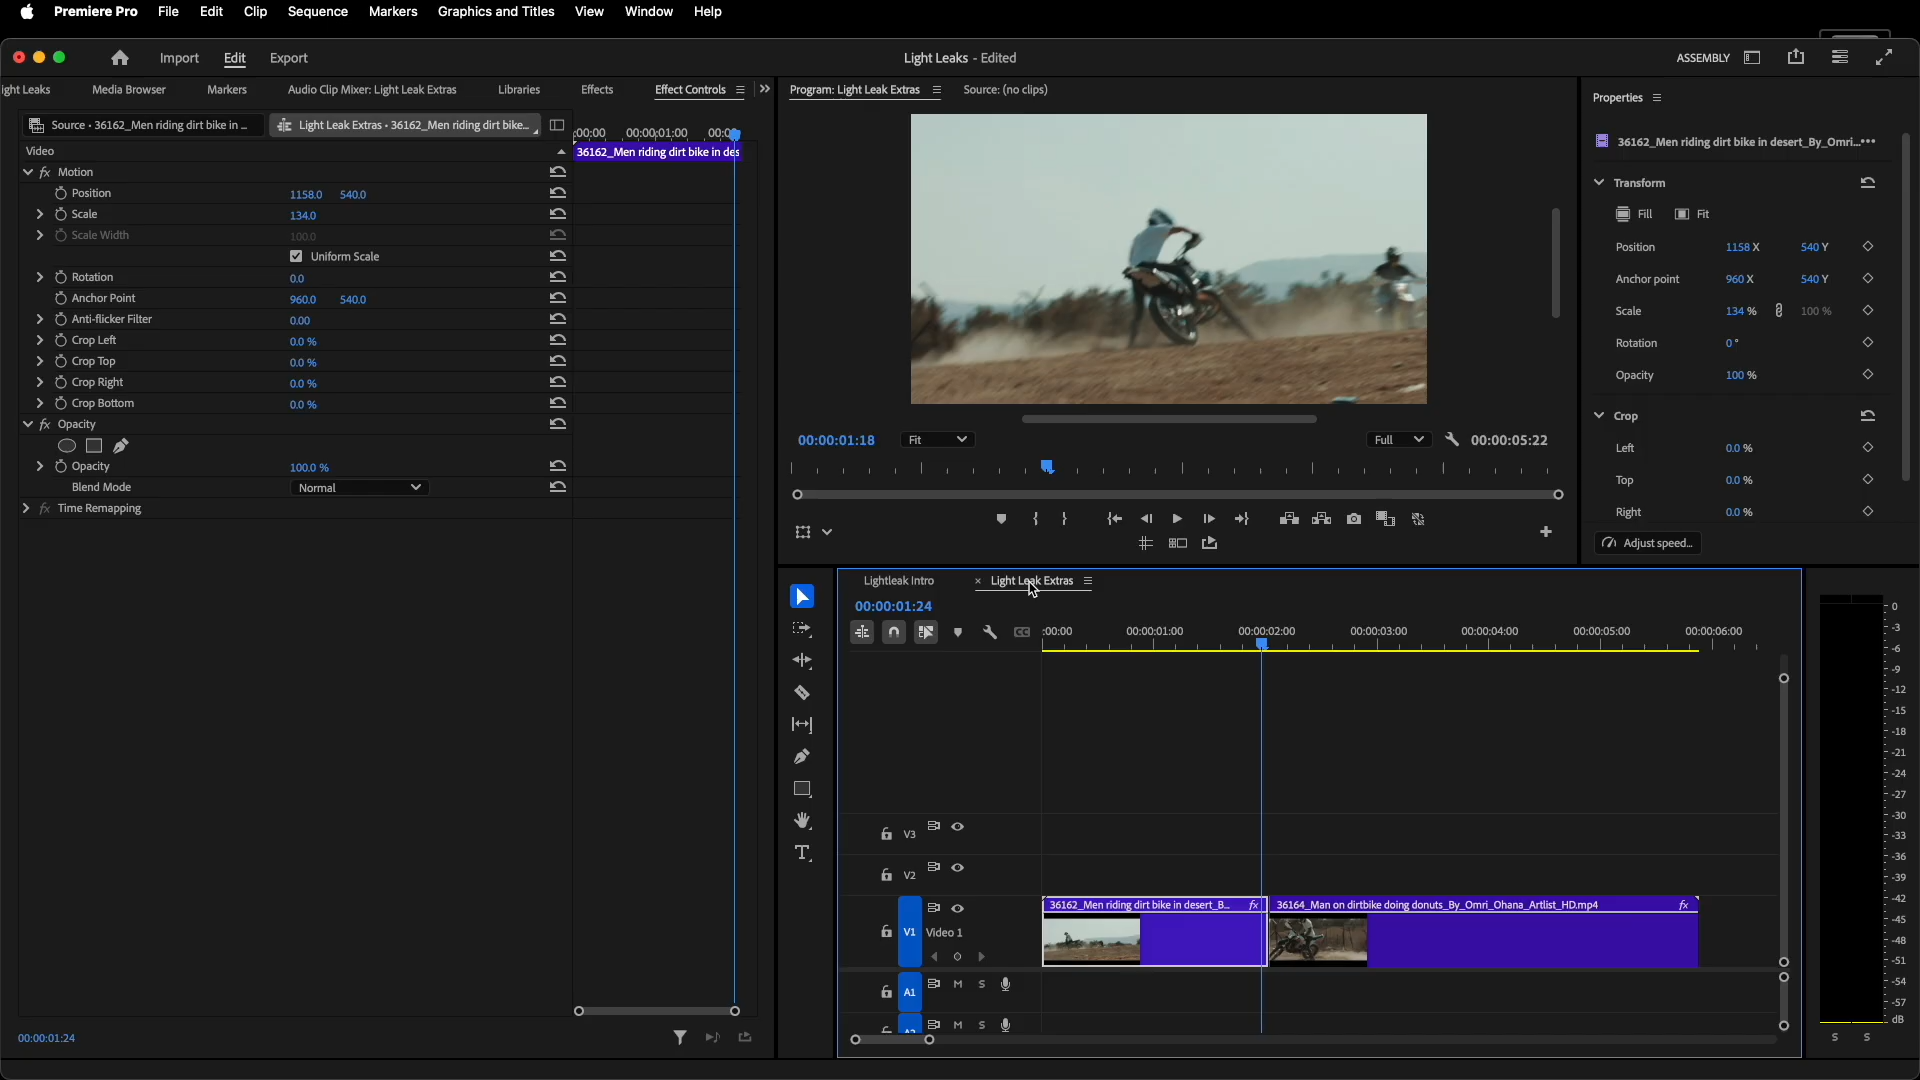 Premiere Pro File Edit Clip Sequence Markers Graphics and Titles View Window Help
Import Edit Export
Light Leaks - Edited
ASSEMBLY
ight Leaks Media Browser Markers Audio Clip Mixer: Light Leak Extras Libraries Effects Effect Controls
Source • 36162_Men riding dirt bike in ... Light Leak Extras • 36162_Men riding dirt bike...
:00:00 00:00:01:00 00:0
Video
36162_Men riding dirt bike in des
fx Motion
Position 1158.0 540.0
Scale 134.0
Scale Width 100.0
Uniform Scale
Rotation 0.0
Anchor Point 960.0 540.0
Anti-flicker Filter 0.00
Crop Left 0.0 %
Crop Top 0.0 %
Crop Right 0.0 %
Crop Bottom 0.0 %
fx Opacity
Opacity 100.0 %
Blend Mode Normal
fx Time Remapping
00:00:01:24
Program: Light Leak Extras Source: (no clips)
00:00:01:18 Fit Full 00:00:05:22
Properties
36162_Men riding dirt bike in desert_By_Omri...
Transform
Fill Fit
Position 1158 X 540 Y
Anchor point 960 X 540 Y
Scale 134 % 100 %
Rotation 0°
Opacity 100 %
Crop
Left 0.0 %
Top 0.0 %
Right 0.0 %
Adjust speed...
Lightleak Intro × Light Leak Extras
00:00:01:24
CC
:00:00 00:00:01:00 00:00:02:00 00:00:03:00 00:00:04:00 00:00:05:00 00:00:06:00
T
V3
V2
36162_Men riding dirt bike in desert_B... fx 36164_Man on dirtbike doing donuts_By_Omri_Ohana_Artlist_HD.mp4 fx
V1 Video 1
A1 M S
M S
0
-3
-6
-9
-12
-15
-18
-21
-24
-27
-30
-33
-36
-39
-42
-45
-48
-51
-54
-57
dB
S S